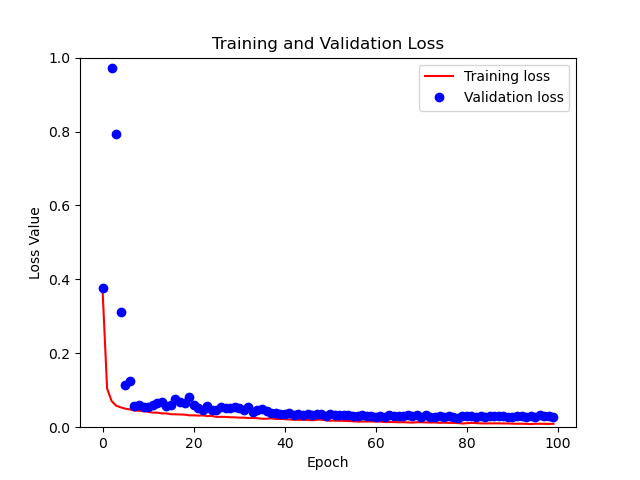 Training and Validation Loss
1.0
0.8
0.6
0.4
0.2
0.0
Loss Value
Training loss
Validation loss
0
20
40
60
80
100
Epoch